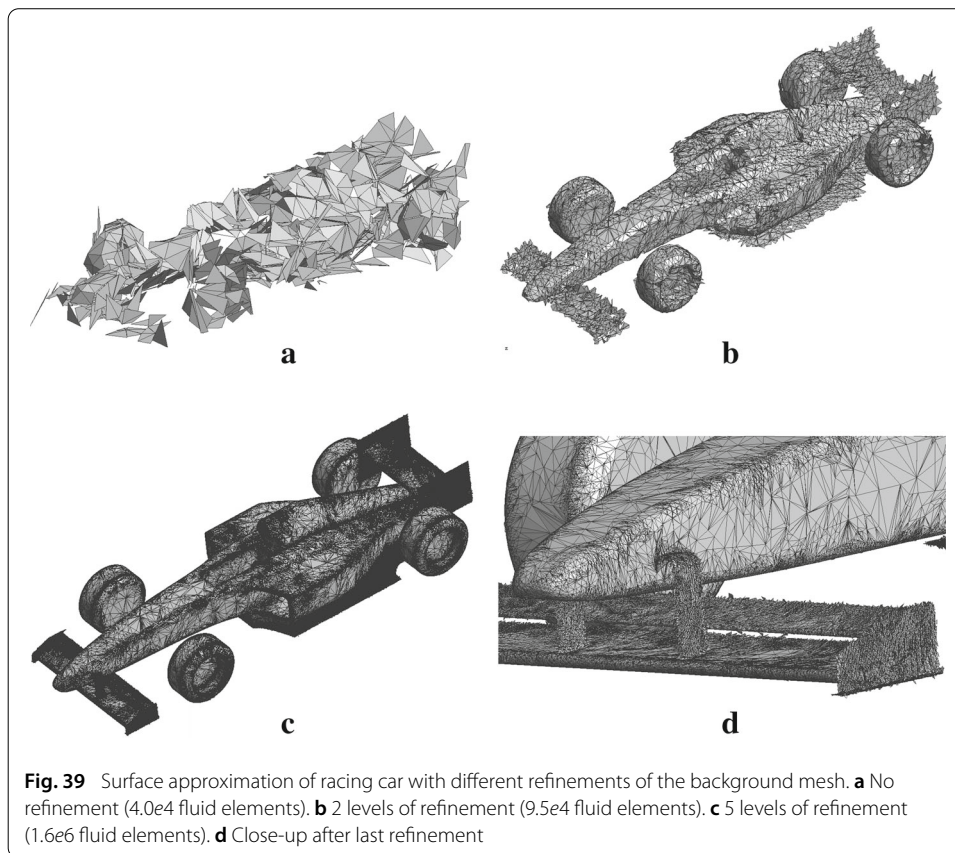 a
b
c
d
Fig. 39 Surface approximation of racing car with different refinements of the background mesh. a No
refinement (4.0e4 fluid elements). b 2 levels of refinement (9.5e4 fluid elements). c 5 levels of refinement
(1.6e6 fluid elements). d Close-up after last refinement